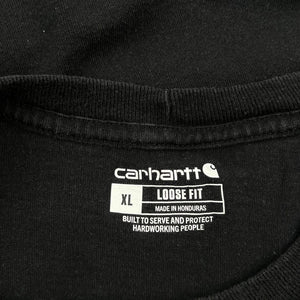 carhartt
XL LOOSE FIT
MADE IN HONDURAS
BUILT TO SERVE AND PROTECT
HARDWORKING PEOPLE